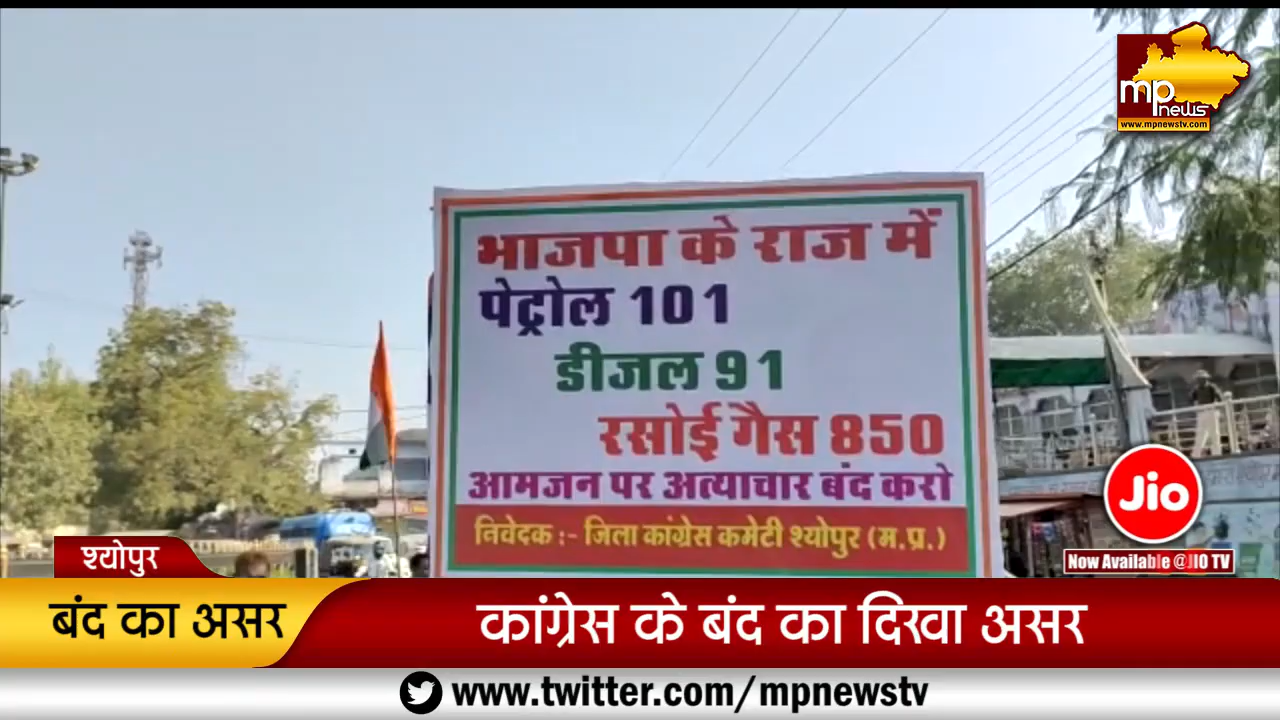 mp
news
www.mpnewstv.com
भाजपा के राज में
पेट्रोल 101
डीजल 91
रसोई गैस 850
आमजन पर अत्याचार बंद करो
निवेदक :- जिला कांग्रेस कमेटी श्योपुर (म.प्र.)
Jio
Now Available @JIO TV
श्योपुर
बंद का असर
कांग्रेस के बंद का दिखा असर
www.twitter.com/mpnewstv